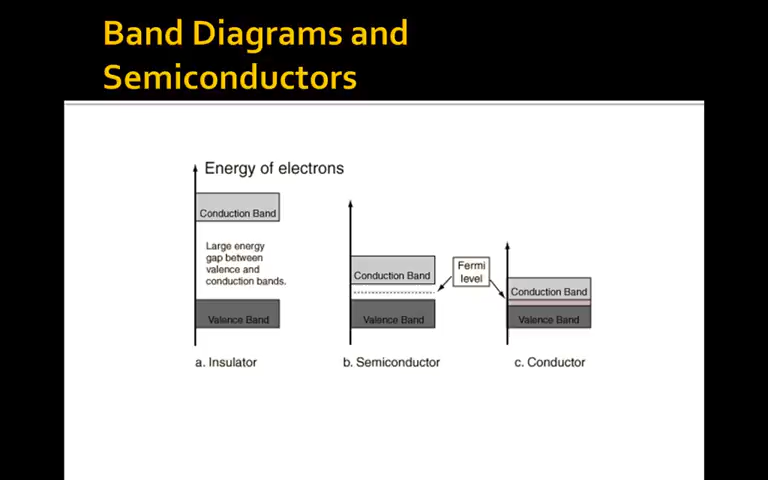 Band Diagrams and
Semiconductors
Energy of electrons
Conduction Band
Large energy
gap between
valence and
conduction bands.
Valence Band
a. Insulator
Conduction Band
Valence Band
b. Semiconductor
Fermi
level
Conduction Band
Valence Band
c. Conductor